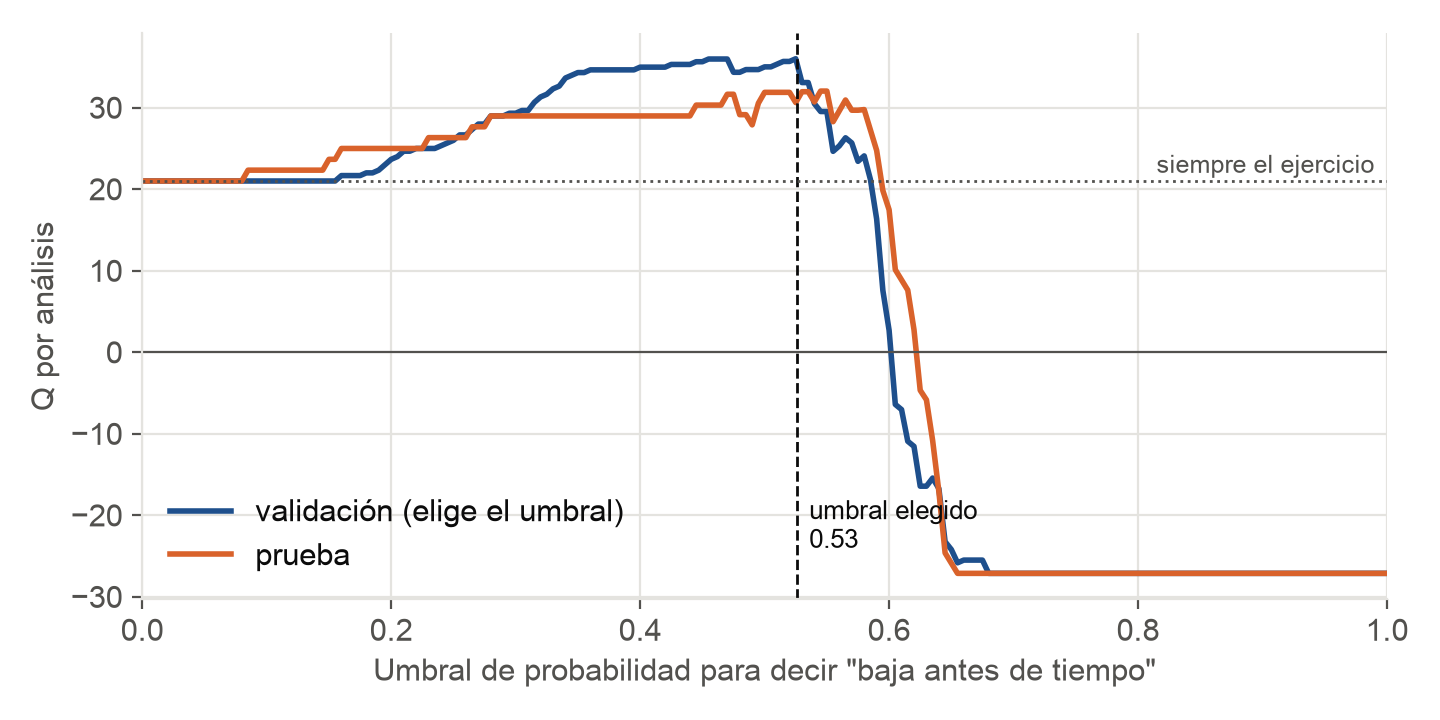 30
20
10
0
−10
−20
−30
Q por análisis
siempre el ejercicio
validación (elige el umbral)
prueba
umbral elegido
0.53
0.0 0.2 0.4 0.6 0.8 1.0
Umbral de probabilidad para decir "baja antes de tiempo"